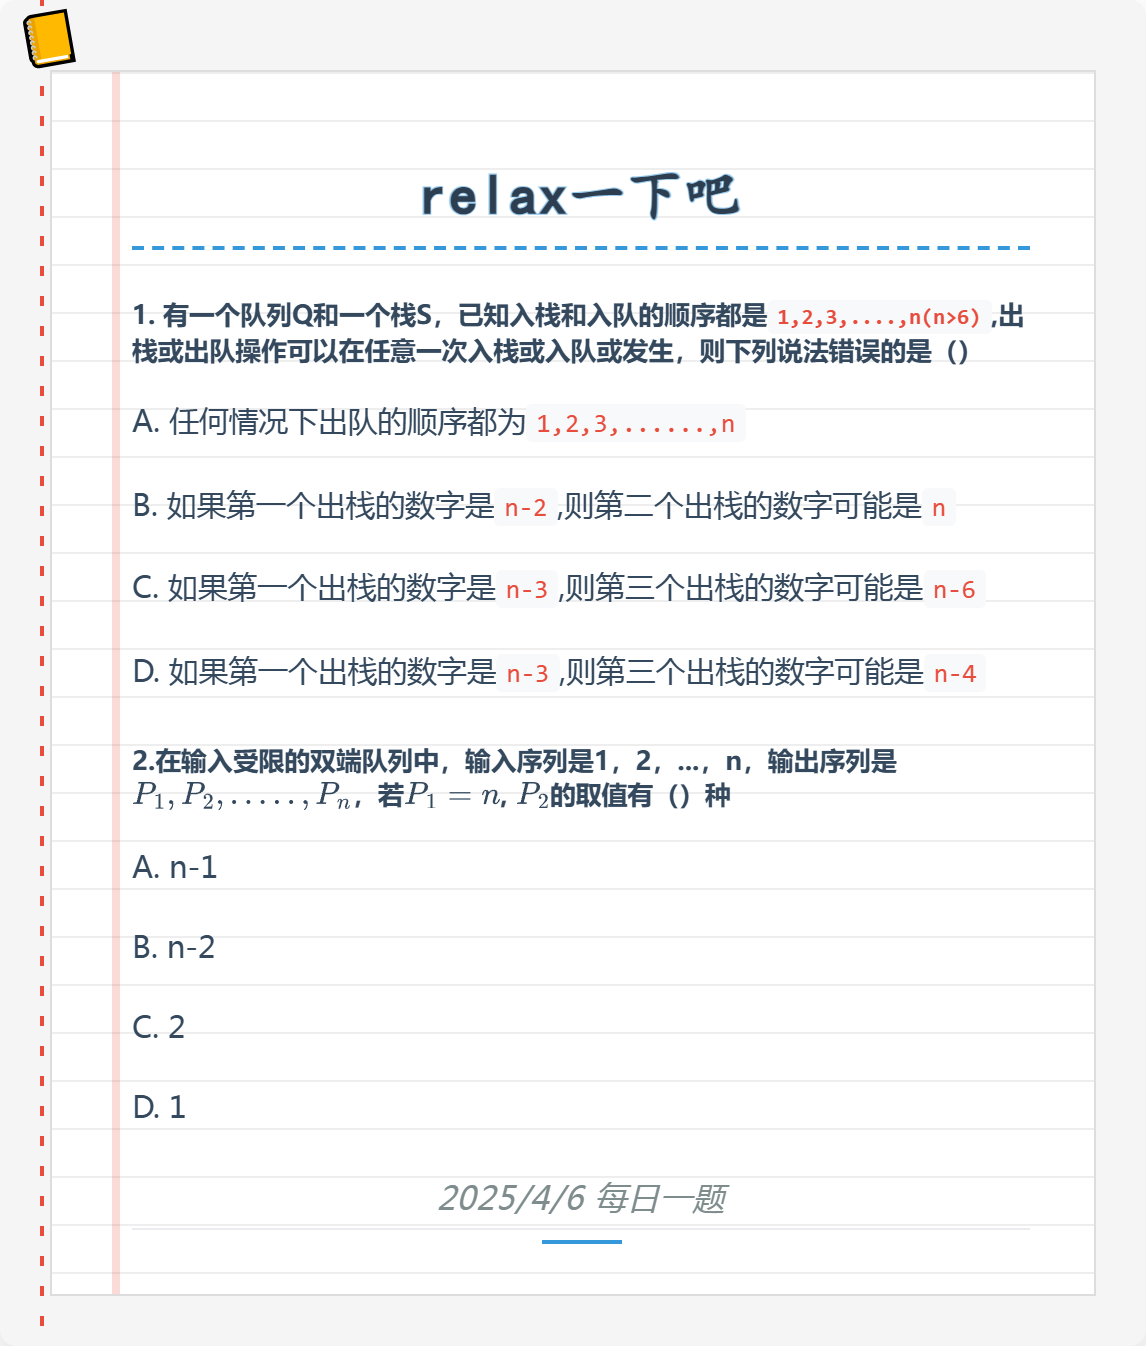 relax一下吧
1. 有一个队列Q和一个栈S，已知入栈和入队的顺序都是 1,2,3,....,n(n>6) ,出
栈或出队操作可以在任意一次入栈或入队或发生，则下列说法错误的是（）
A. 任何情况下出队的顺序都为 1,2,3,......,n
B. 如果第一个出栈的数字是 n-2 ,则第二个出栈的数字可能是 n
C. 如果第一个出栈的数字是 n-3 ,则第三个出栈的数字可能是 n-6
D. 如果第一个出栈的数字是 n-3 ,则第三个出栈的数字可能是 n-4
2.在输入受限的双端队列中，输入序列是1，2，...，n，输出序列是
P₁, P₂, ....., Pₙ，若P₁ = n, P₂的取值有（）种
A. n-1
B. n-2
C. 2
D. 1
2025/4/6 每日一题